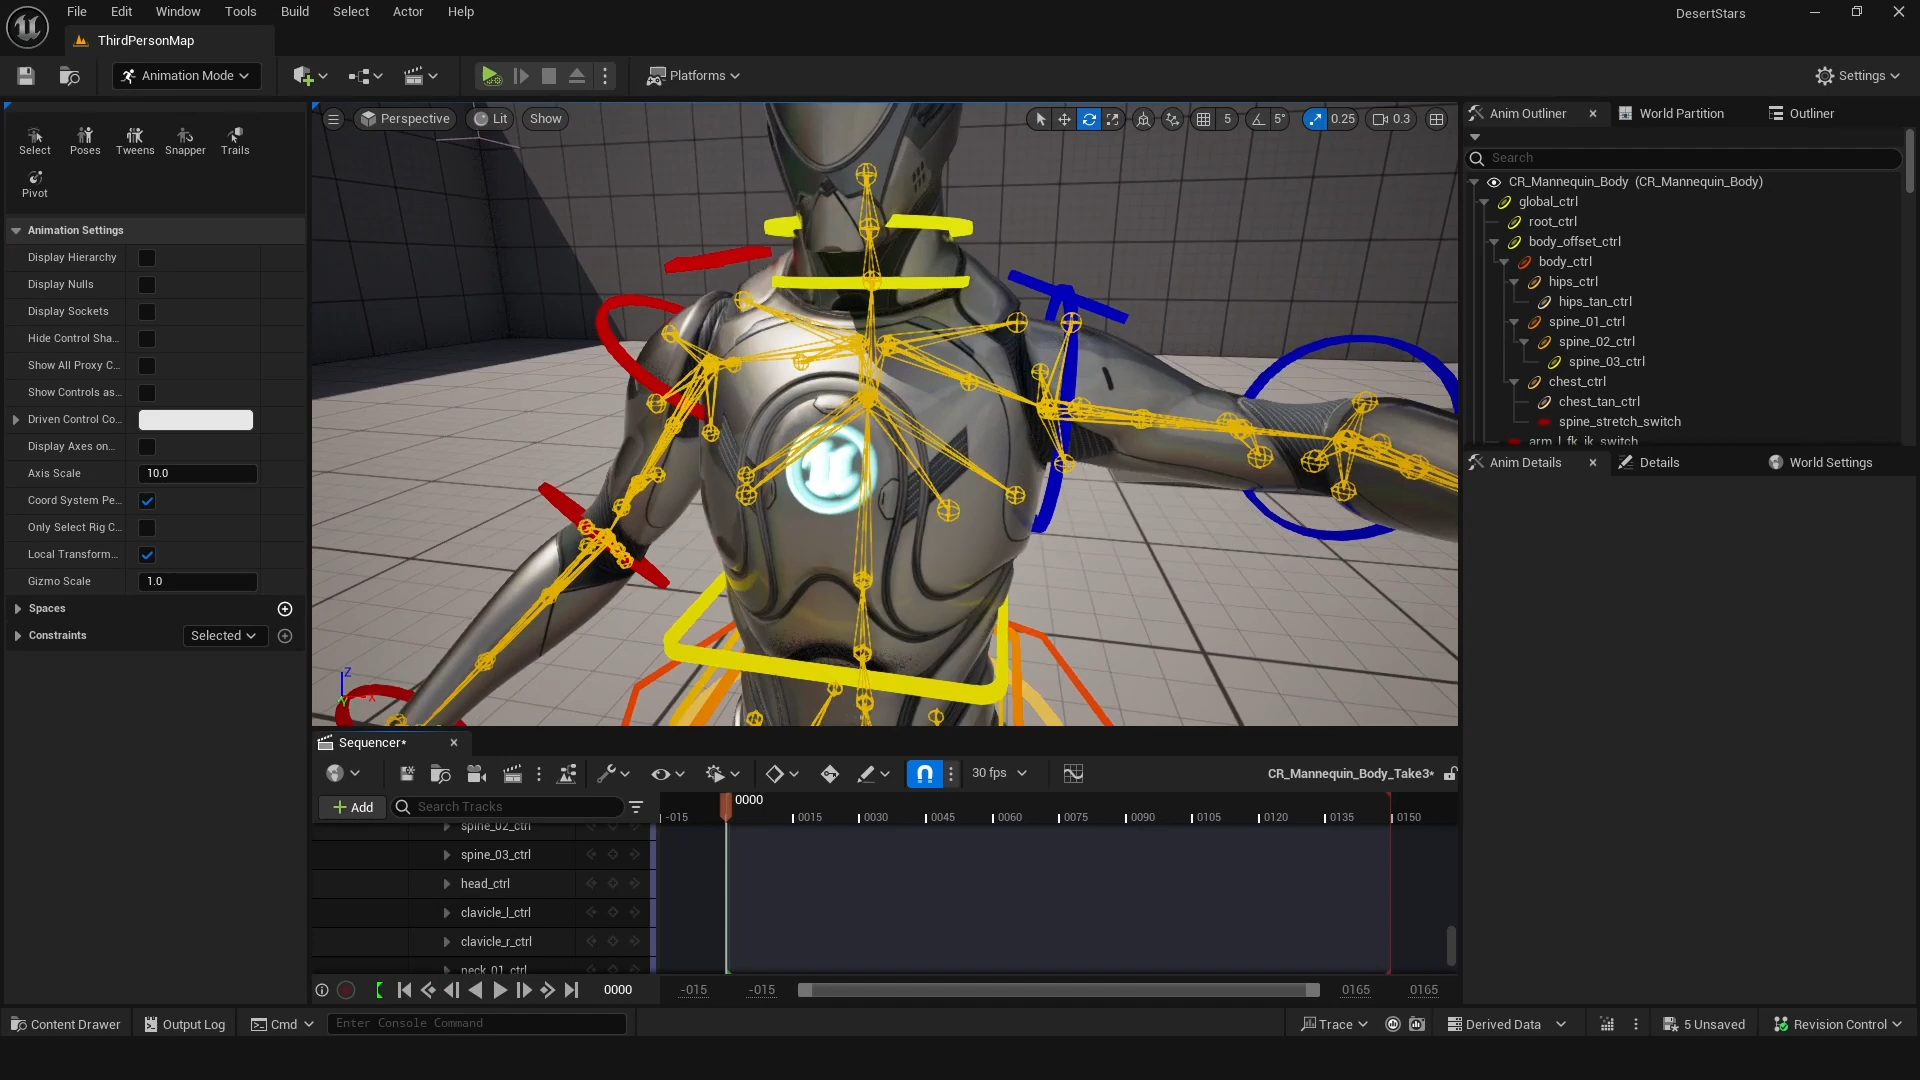 File Edit Window Tools Build Select Actor Help
DesertStars
ThirdPersonMap
Animation Mode
Platforms
Settings
Select Poses Tweens Snapper Trails
Pivot
Animation Settings
Display Hierarchy
Display Nulls
Display Sockets
Hide Control Sha...
Show All Proxy C...
Show Controls as...
Driven Control Co...
Display Axes on...
Axis Scale 10.0
Coord System Pe...
Only Select Rig C...
Local Transform...
Gizmo Scale 1.0
Spaces
Constraints Selected
Perspective Lit Show
5 5° 0.25 0.3
Z
X
Y
Anim Outliner World Partition Outliner
Search
CR_Mannequin_Body (CR_Mannequin_Body)
global_ctrl
root_ctrl
body_offset_ctrl
body_ctrl
hips_ctrl
hips_tan_ctrl
spine_01_ctrl
spine_02_ctrl
spine_03_ctrl
chest_ctrl
chest_tan_ctrl
spine_stretch_switch
arm_l_fk_ik_switch
Anim Details Details World Settings
Sequencer*
30 fps
CR_Mannequin_Body_Take3*
Add Search Tracks
0000
-015 0015 0030 0045 0060 0075 0090 0105 0120 0135 0150
spine_02_ctrl
spine_03_ctrl
head_ctrl
clavicle_l_ctrl
clavicle_r_ctrl
neck_01_ctrl
0000 -015 -015 0165 0165
Content Drawer Output Log Cmd Enter Console Command
Trace Derived Data 5 Unsaved Revision Control